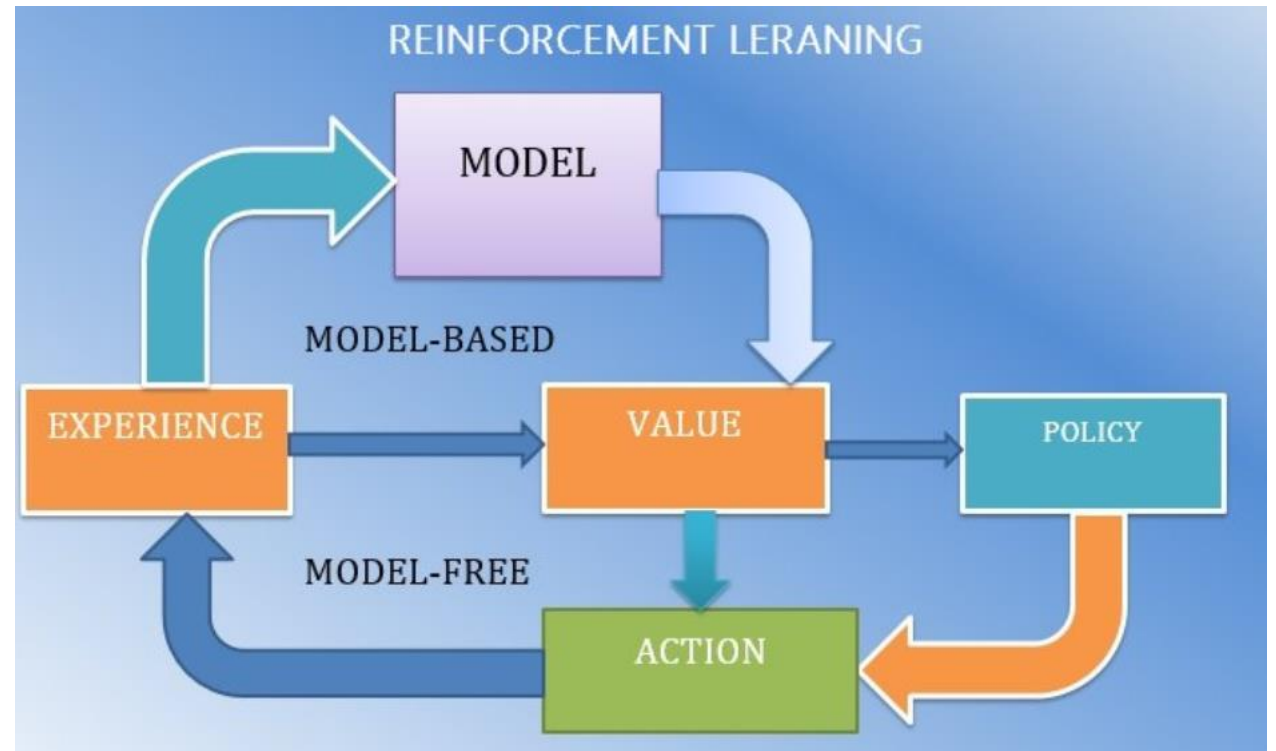 REINFORCEMENT LERANING
MODEL
MODEL-BASED
EXPERIENCE
VALUE
POLICY
MODEL-FREE
ACTION